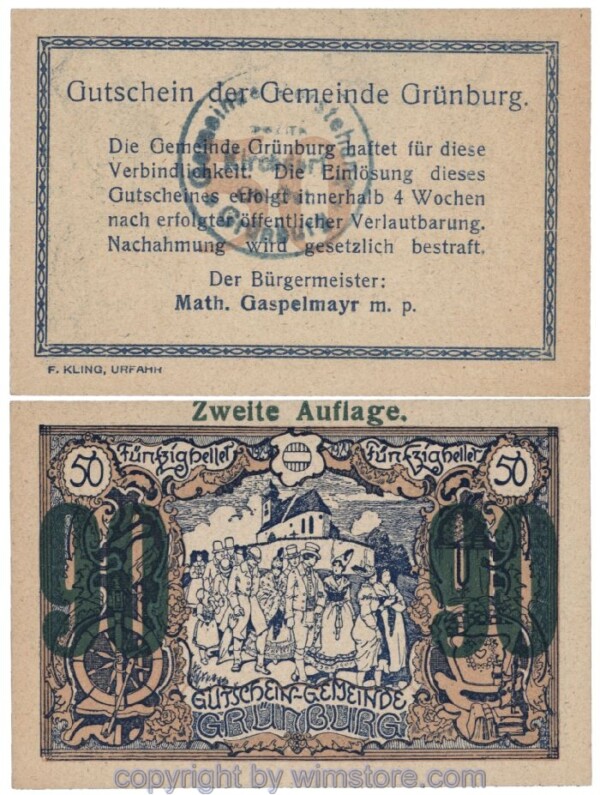 Gutschein der Gemeinde Grünburg.
Die Gemeinde Grünburg haftet für diese
Verbindlichkeit. Die Einlösung dieses
Gutscheines erfolgt innerhalb 4 Wochen
nach erfolgter öffentlicher Verlautbarung.
Nachahmung wird gesetzlich bestraft.
Der Bürgermeister:
Math. Gaspelmayr m. p.
F. KLING, URFAHR
Zweite Auflage.
50 Fünfzigheller Fünfzigheller 50
90 90
GUTSCHEIN-GEMEINDE
GRÜNBURG
copyright by wimstore.com